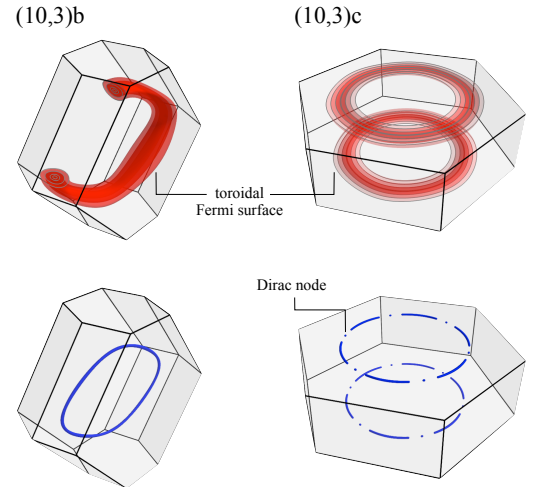 (10,3)b
(10,3)c
toroidal
Fermi surface
Dirac node